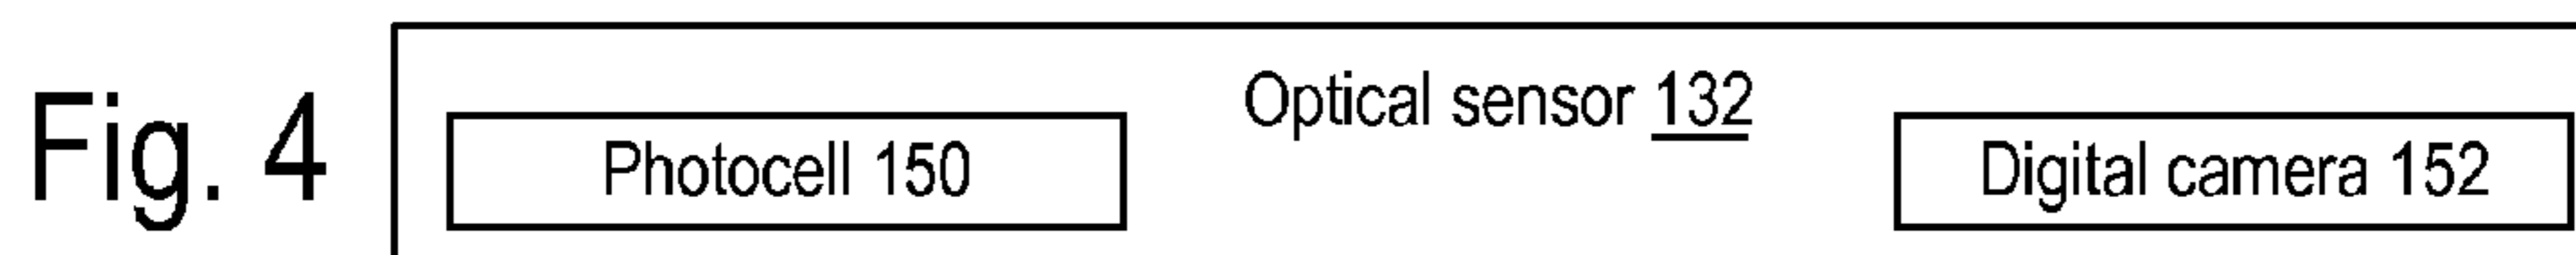 Fig. 4
Optical sensor 132
Photocell 150
Digital camera 152